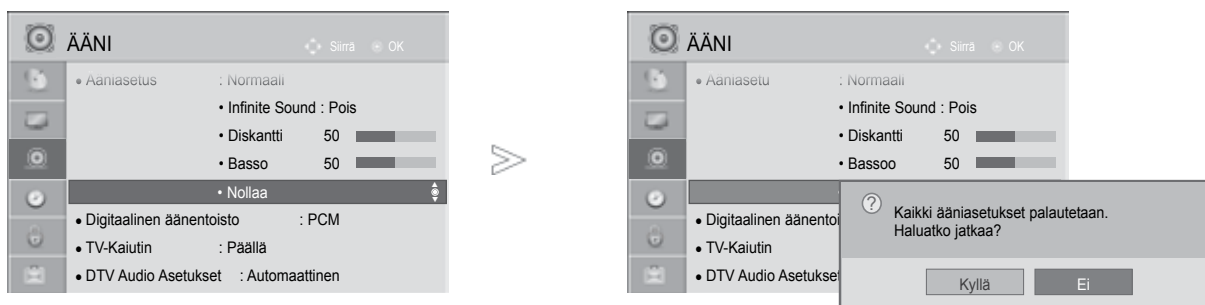 ÄÄNI
Siirrä OK
• Ääniasetus : Normaali
• Infinite Sound : Pois
• Diskantti 50
• Basso 50
• Nollaa
• Digitaalinen äänentoisto : PCM
• TV-Kaiutin : Päällä
• DTV Audio Asetukset : Automaattinen
ÄÄNI
Siirrä OK
• Ääniasetu : Normaali
• Infinite Sound : Pois
• Diskantti 50
• Bassoo 50
• Digitaalinen äänentoi
• TV-Kaiutin
• DTV Audio Asetukset
? Kaikki ääniasetukset palautetaan.
Haluatko jatkaa?
Kyllä Ei